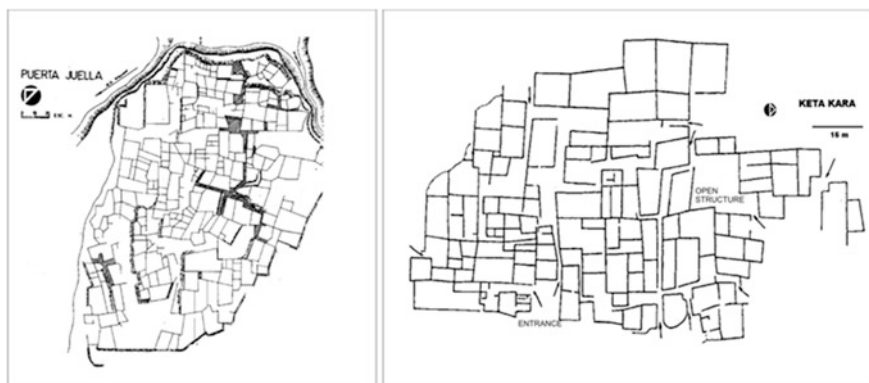 PUERTA JUELLA
KETA KARA
16 m
OPEN
STRUCTURE
ENTRANCE